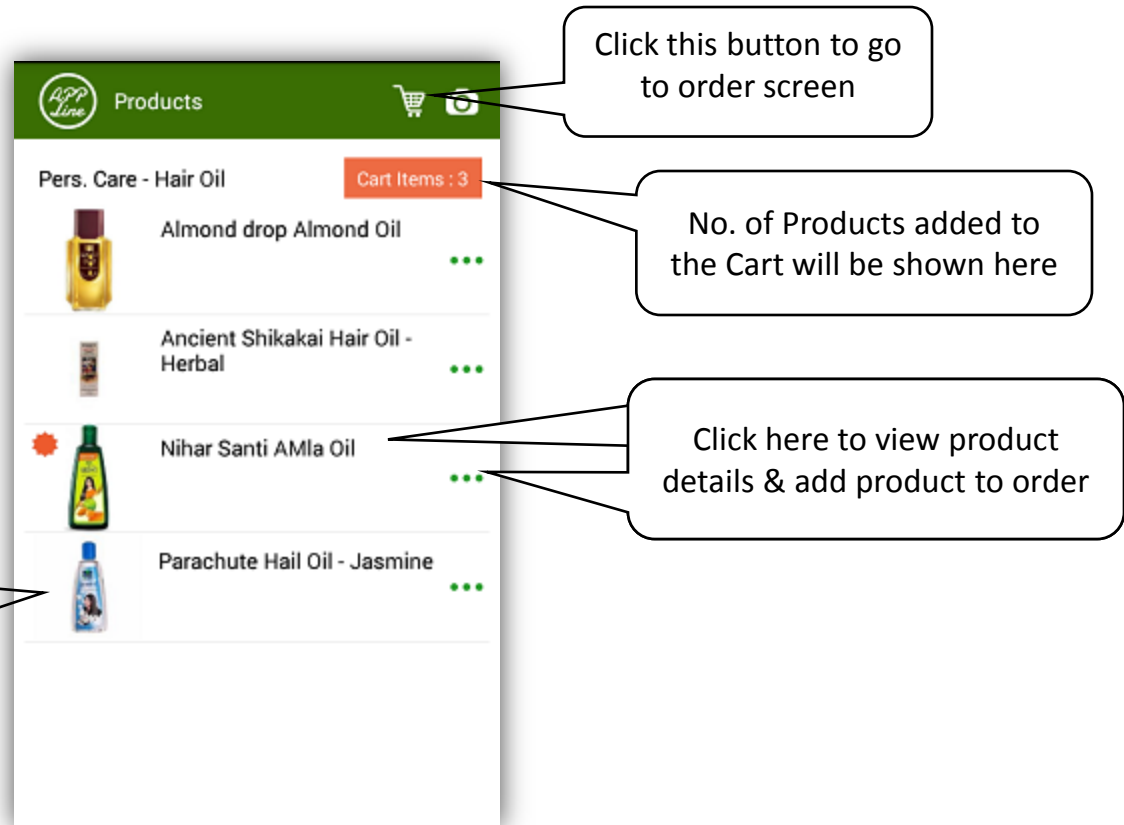 Click this button to go
to order screen
APP
Line
Products
Pers. Care - Hair Oil
Cart Items : 3
No. of Products added to
the Cart will be shown here
Almond drop Almond Oil
Ancient Shikakai Hair Oil -
Herbal
Nihar Santi AMla Oil
Click here to view product
details & add product to order
Parachute Hail Oil - Jasmine